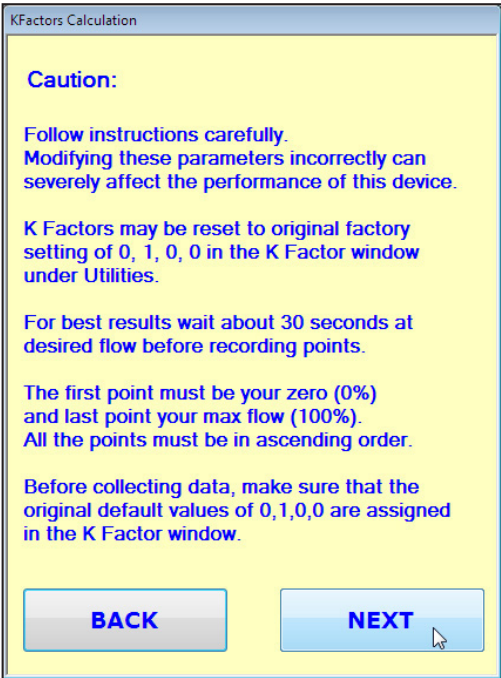 KFactors Calculation
Caution:
Follow instructions carefully.
Modifying these parameters incorrectly can
severely affect the performance of this device.
K Factors may be reset to original factory
setting of 0, 1, 0, 0 in the K Factor window
under Utilities.
For best results wait about 30 seconds at
desired flow before recording points.
The first point must be your zero (0%)
and last point your max flow (100%).
All the points must be in ascending order.
Before collecting data, make sure that the
original default values of 0,1,0,0 are assigned
in the K Factor window.
BACK NEXT